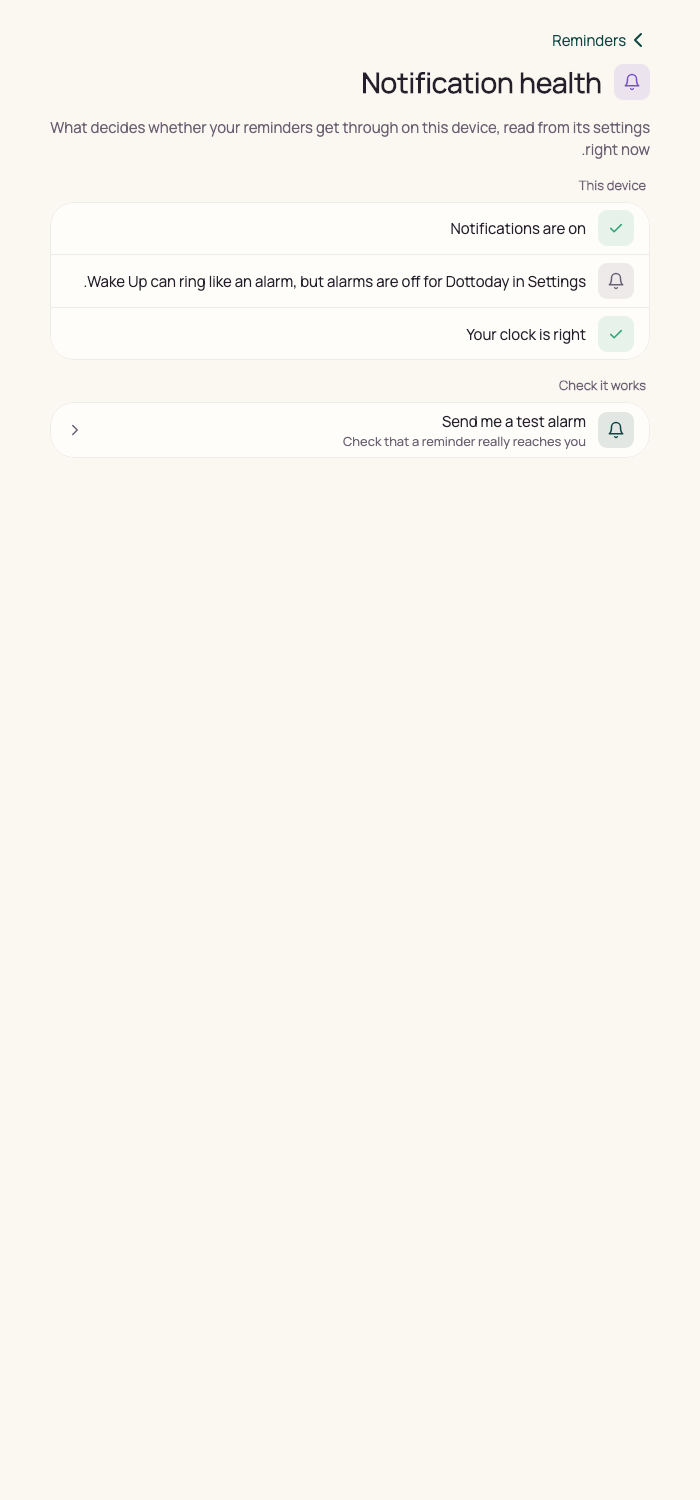 Reminders
Notification health
What decides whether your reminders get through on this device, read from its settings
.right now
This device
Notifications are on
.Wake Up can ring like an alarm, but alarms are off for Dottoday in Settings
Your clock is right
Check it works
Send me a test alarm
Check that a reminder really reaches you